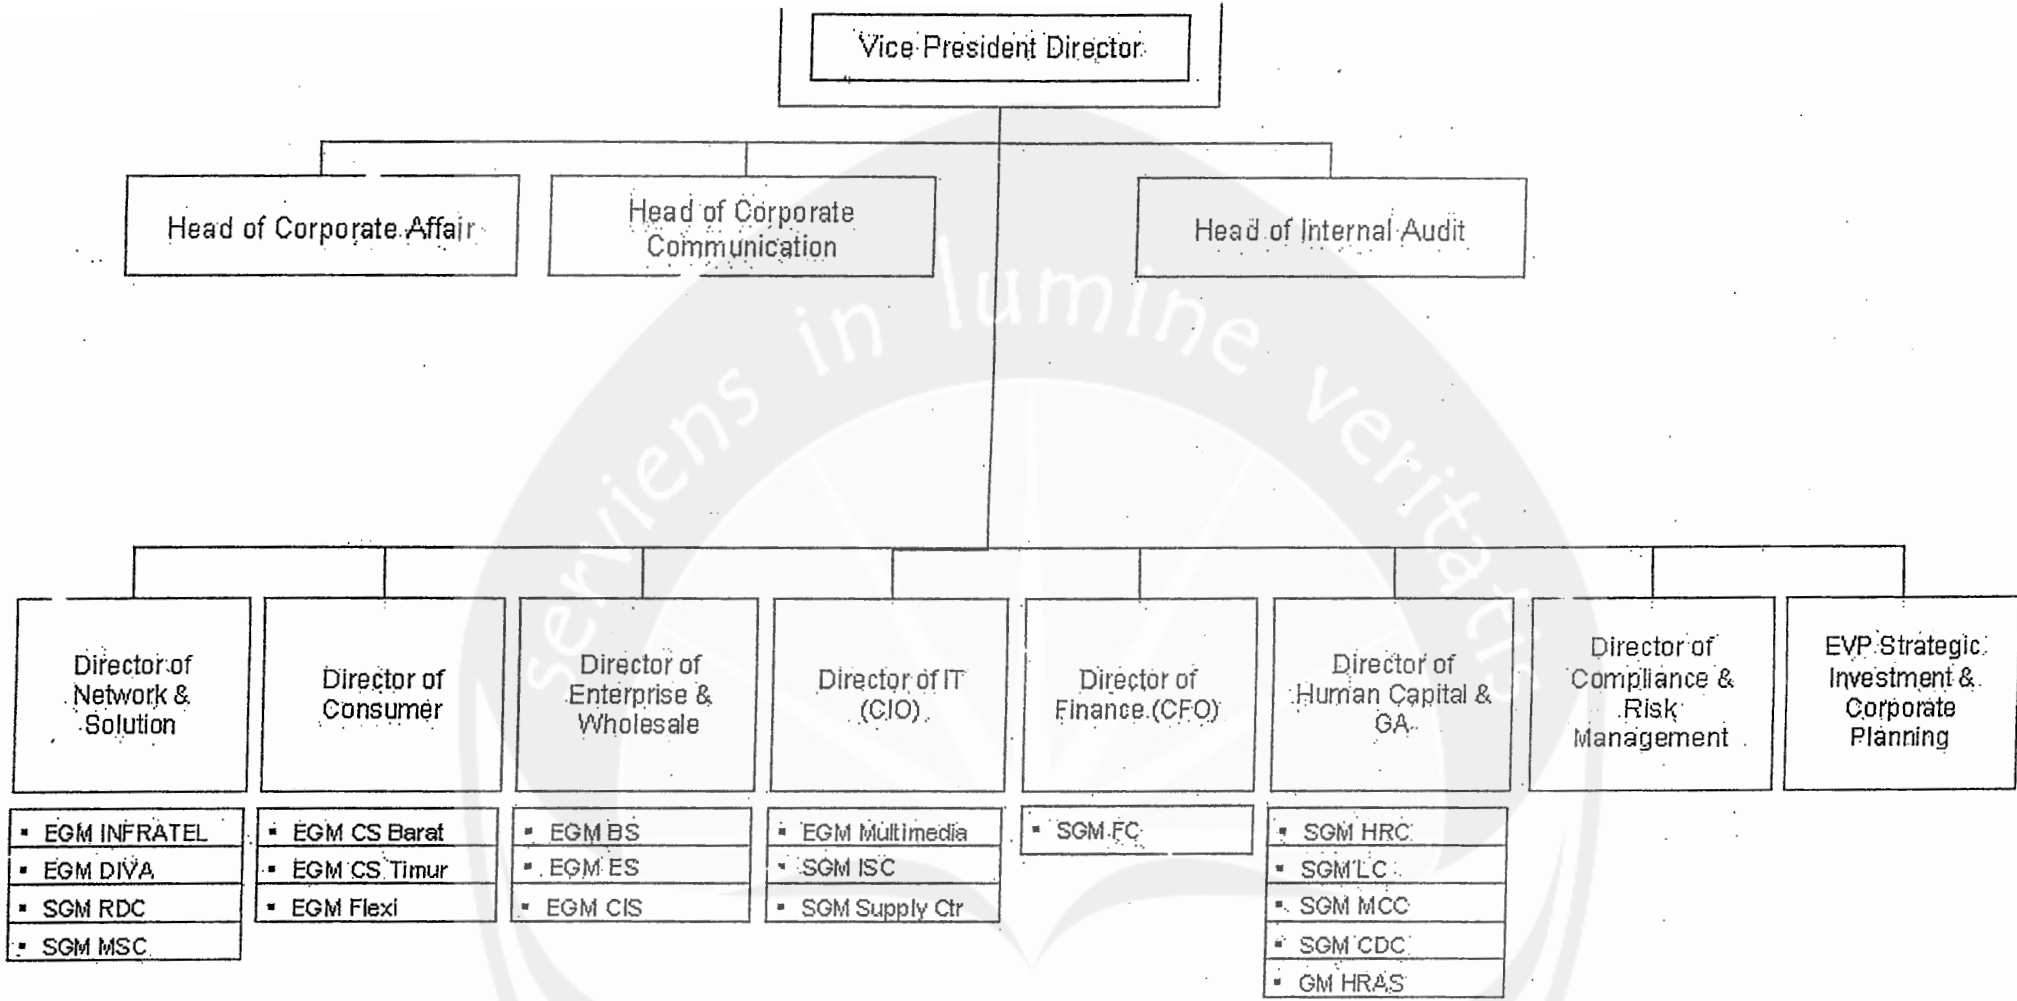 Vice President Director
Head of Corporate Affair
Head of Corporate
Communication
Head of Internal Audit
serviens in lumine veritatis
Director of
Network &
Solution
Director of
Consumer
Director of
Enterprise &
Wholesale
Director of IT
(CIO)
Director of
Finance (CFO)
Director of
Human Capital &
GA
Director of
Compliance &
Risk
Management
EVP Strategic
Investment &
Corporate
Planning
▪ EGM INFRATEL
▪ EGM DIVA
▪ SGM RDC
▪ SGM MSC
▪ EGM CS Barat
▪ EGM CS Timur
▪ EGM Flexi
▪ EGM BS
▪ EGM ES
▪ EGM CIS
▪ EGM Multimedia
▪ SGM ISC
▪ SGM Supply Ctr
▪ SGM FC
▪ SGM HRC
▪ SGM LC
▪ SGM MCC
▪ SGM CDC
▪ GM HRAS